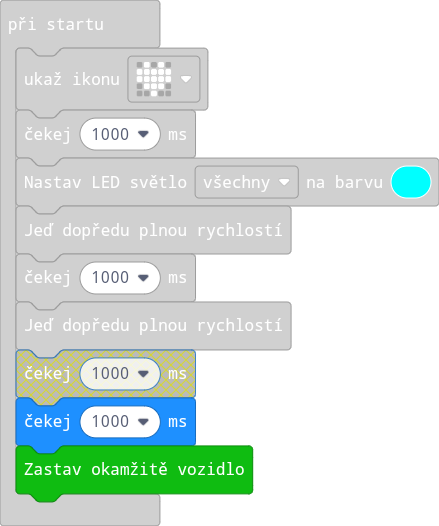 při startu
ukaž ikonu
čekej 1000 ms
Nastav LED světlo všechny na barvu
Jeď dopředu plnou rychlostí
čekej 1000 ms
Jeď dopředu plnou rychlostí
čekej 1000 ms
čekej 1000 ms
Zastav okamžitě vozidlo